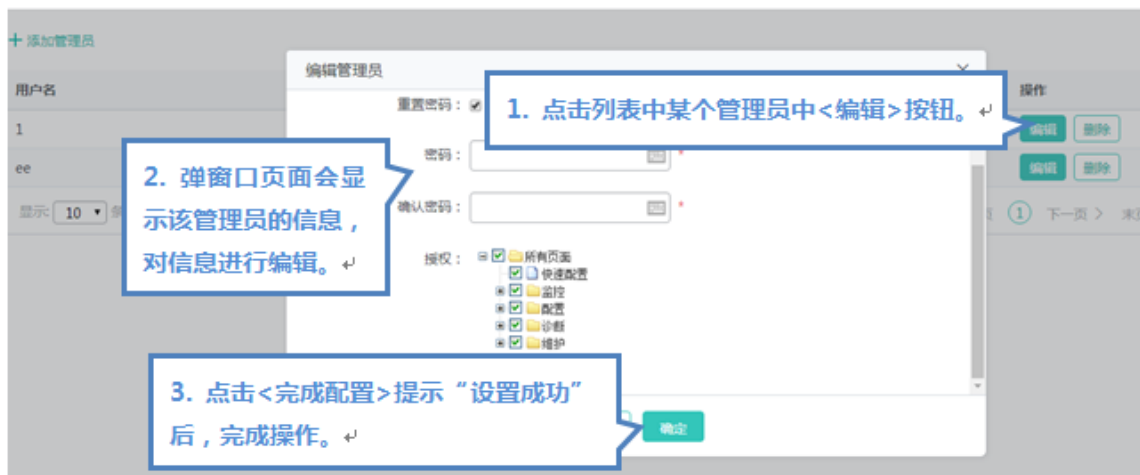 添加管理员
编辑管理员
用户名
操作
重置密码：
1. 点击列表中某个管理员中<编辑>按钮。
1
编辑 删除
密码： *
ee
编辑 删除
2. 弹窗口页面会显
示该管理员的信息，
对信息进行编辑。
确认密码： *
显示: 10
1 下一页
授权：
所有页面
快速配置
监控
配置
诊断
维护
3. 点击<完成配置>提示“设置成功”
后，完成操作。
确定